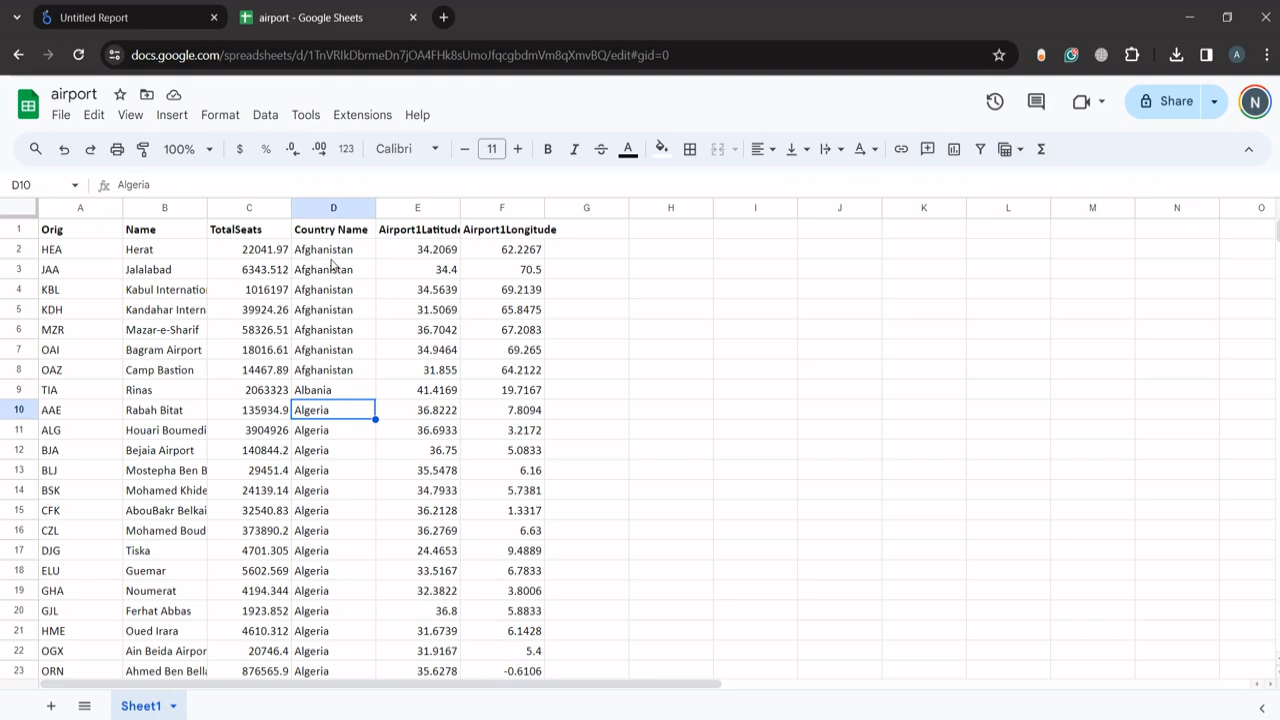 Untitled Report
airport - Google Sheets
docs.google.com/spreadsheets/d/1TnVRIkDbrmeDn7jOA4FHk8sUmoJfqcgbdmVm8qXmvBQ/edit#gid=0
A
airport
File Edit View Insert Format Data Tools Extensions Help
Share
N
100% $ % .0 .00 123 Calibri 11 B I S A A Σ
D10 fx Algeria
A B C D E F G H I J K L M N O
1 Orig Name TotalSeats Country Name Airport1Latitude Airport1Longitude
2 HEA Herat 22041.97 Afghanistan 34.2069 62.2267
3 JAA Jalalabad 6343.512 Afghanistan 34.4 70.5
4 KBL Kabul Internatio 1016197 Afghanistan 34.5639 69.2139
5 KDH Kandahar Intern 39924.26 Afghanistan 31.5069 65.8475
6 MZR Mazar-e-Sharif 58326.51 Afghanistan 36.7042 67.2083
7 OAI Bagram Airport 18016.61 Afghanistan 34.9464 69.265
8 OAZ Camp Bastion 14467.89 Afghanistan 31.855 64.2122
9 TIA Rinas 2063323 Albania 41.4169 19.7167
10 AAE Rabah Bitat 135934.9 Algeria 36.8222 7.8094
11 ALG Houari Boumedi 3904926 Algeria 36.6933 3.2172
12 BJA Bejaia Airport 140844.2 Algeria 36.75 5.0833
13 BLJ Mostepha Ben B 29451.4 Algeria 35.5478 6.16
14 BSK Mohamed Khide 24139.14 Algeria 34.7933 5.7381
15 CFK AbouBakr Belkai 32540.83 Algeria 36.2128 1.3317
16 CZL Mohamed Boud 373890.2 Algeria 36.2769 6.63
17 DJG Tiska 4701.305 Algeria 24.4653 9.4889
18 ELU Guemar 5602.569 Algeria 33.5167 6.7833
19 GHA Noumerat 4194.344 Algeria 32.3822 3.8006
20 GJL Ferhat Abbas 1923.852 Algeria 36.8 5.8833
21 HME Oued Irara 4610.312 Algeria 31.6739 6.1428
22 OGX Ain Beida Airpor 20746.4 Algeria 31.9167 5.4
23 ORN Ahmed Ben Bella 876565.9 Algeria 35.6278 -0.6106
Sheet1